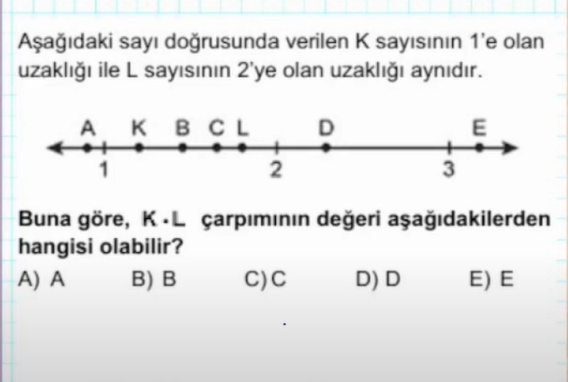 Aşağıdaki sayı doğrusunda verilen K sayısının 1'e olan
uzaklığı ile L sayısının 2'ye olan uzaklığı aynıdır.
A K B C L D E
1 2 3
Buna göre, K·L çarpımının değeri aşağıdakilerden
hangisi olabilir?
A) A B) B C) C D) D E) E